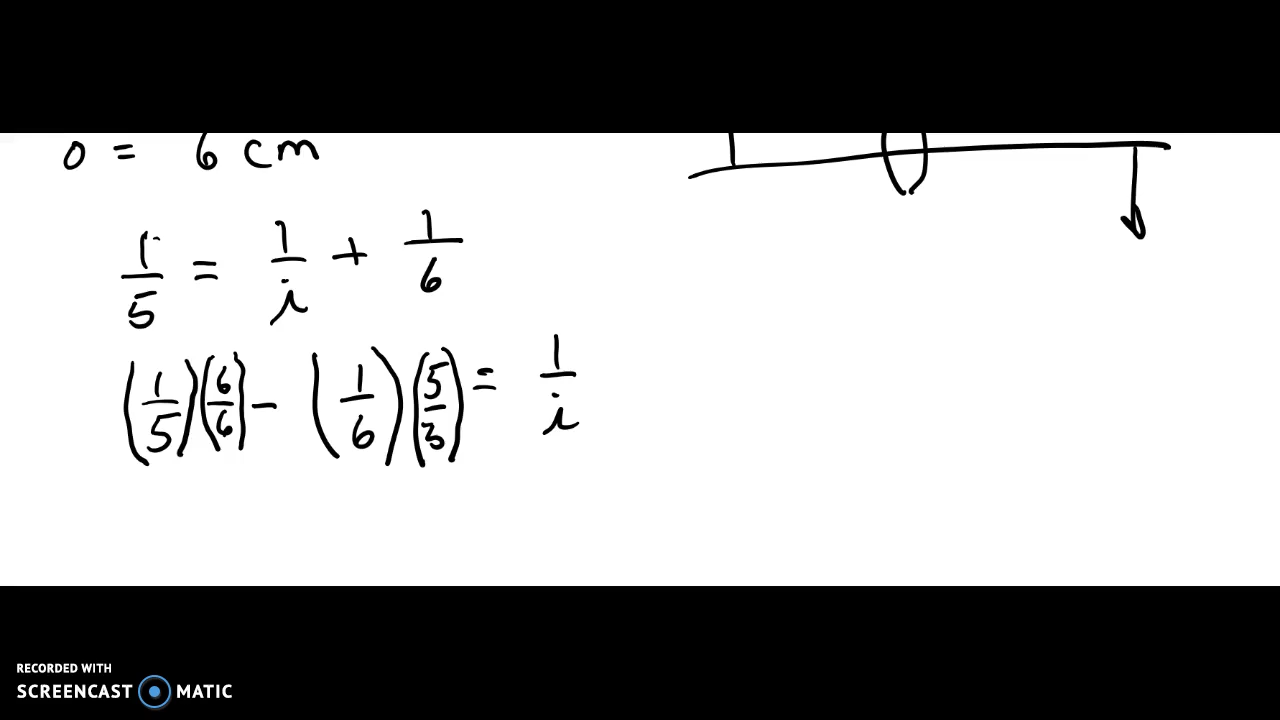 o = 6 cm
1/5 = 1/i + 1/6
(1/5)(6/6) - (1/6)(5/5) = 1/i
RECORDED WITH
SCREENCAST MATIC